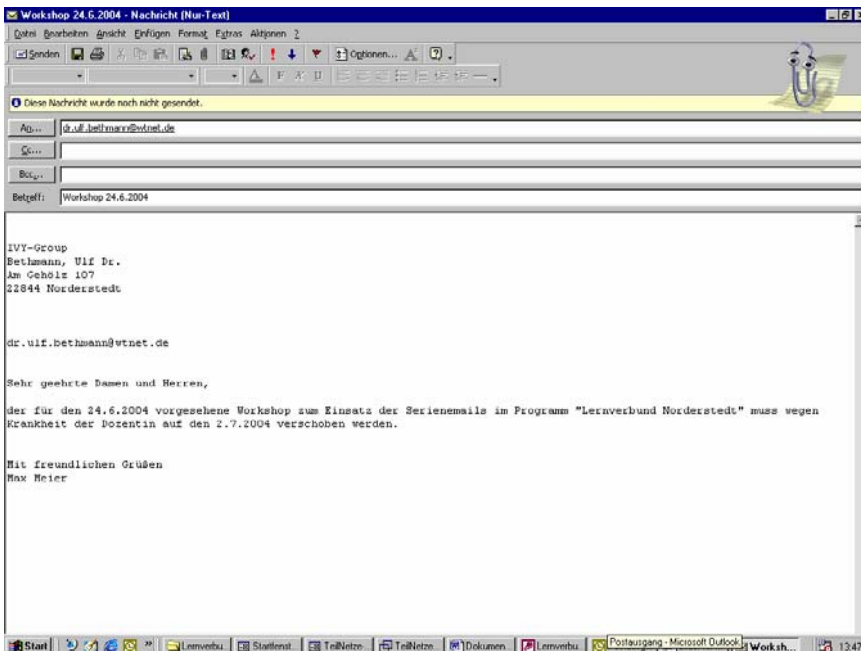 Workshop 24.6.2004 - Nachricht (Nur-Text)
Datei Bearbeiten Ansicht Einfügen Format Extras Aktionen ?
Senden Optionen...
F K U
Diese Nachricht wurde noch nicht gesendet.
An... dr.ulf.bethmann@wtnet.de
Cc...
Bcc...
Betreff: Workshop 24.6.2004
IVY-Group
Bethmann, Ulf Dr.
Am Gehölz 107
22844 Norderstedt
dr.ulf.bethmann@wtnet.de
Sehr geehrte Damen und Herren,
der für den 24.6.2004 vorgesehene Workshop zum Einsatz der Serienemails im Programm "Lernverbund Norderstedt" muss wegen
Krankheit der Dozentin auf den 2.7.2004 verschoben werden.
Mit freundlichen Grüßen
Max Meier
Start » Lernverbu... Startfenst... TeilNetze... TeilNetze... Dokumen... Lernverbu... Postausgang - Microsoft Outlook Worksh... 13:47